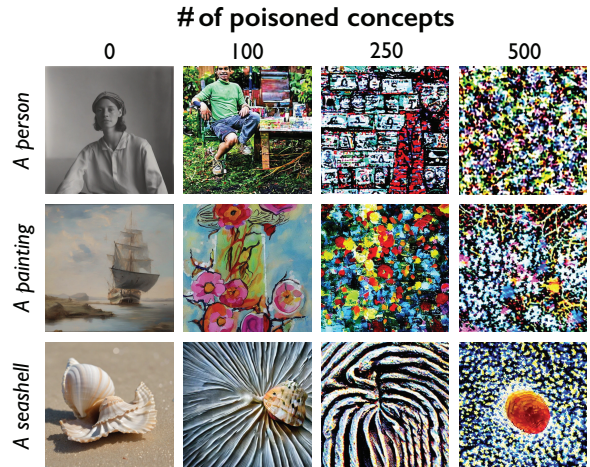 # of poisoned concepts
0 100 250 500
A person
A painting
A seashell